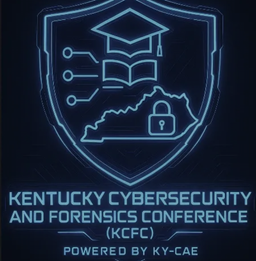 KENTUCKY CYBERSECURITY
AND FORENSICS CONFERENCE
(KCFC)
POWERED BY KY-CAE